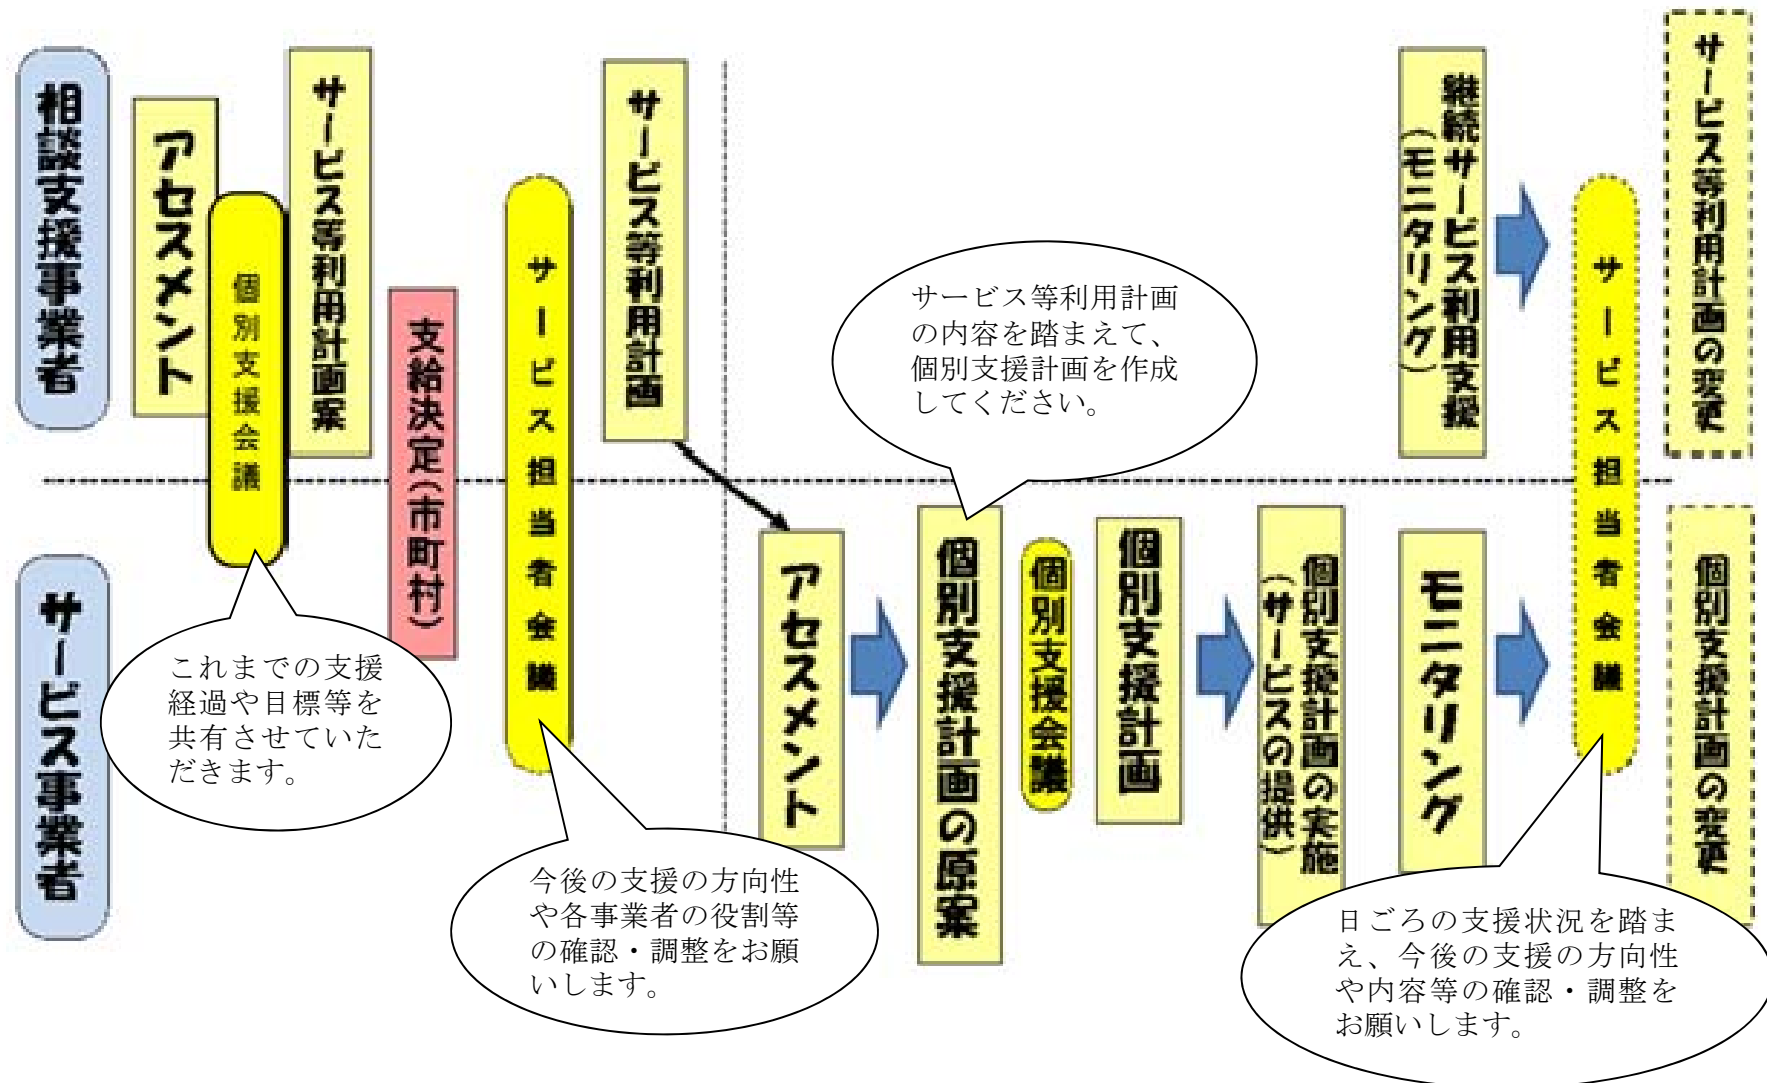 相談支援事業者
アセスメント
個別支援会議
サービス等利用計画案
支給決定(市町村)
サービス担当者会議
サービス等利用計画
継続サービス利用支援
(モニタリング)
サービス担当者会議
サービス等利用計画の変更
サービス事業者
アセスメント
個別支援計画の原案
個別支援会議
個別支援計画
個別支援計画の実施
(サービスの提供)
モニタリング
個別支援計画の変更
これまでの支援
経過や目標等を
共有させていた
だきます。
今後の支援の方向性
や各事業者の役割等
の確認・調整をお願
いします。
サービス等利用計画
の内容を踏まえて、
個別支援計画を作成
してください。
日ごろの支援状況を踏ま
え、今後の支援の方向性
や内容等の確認・調整を
お願いします。